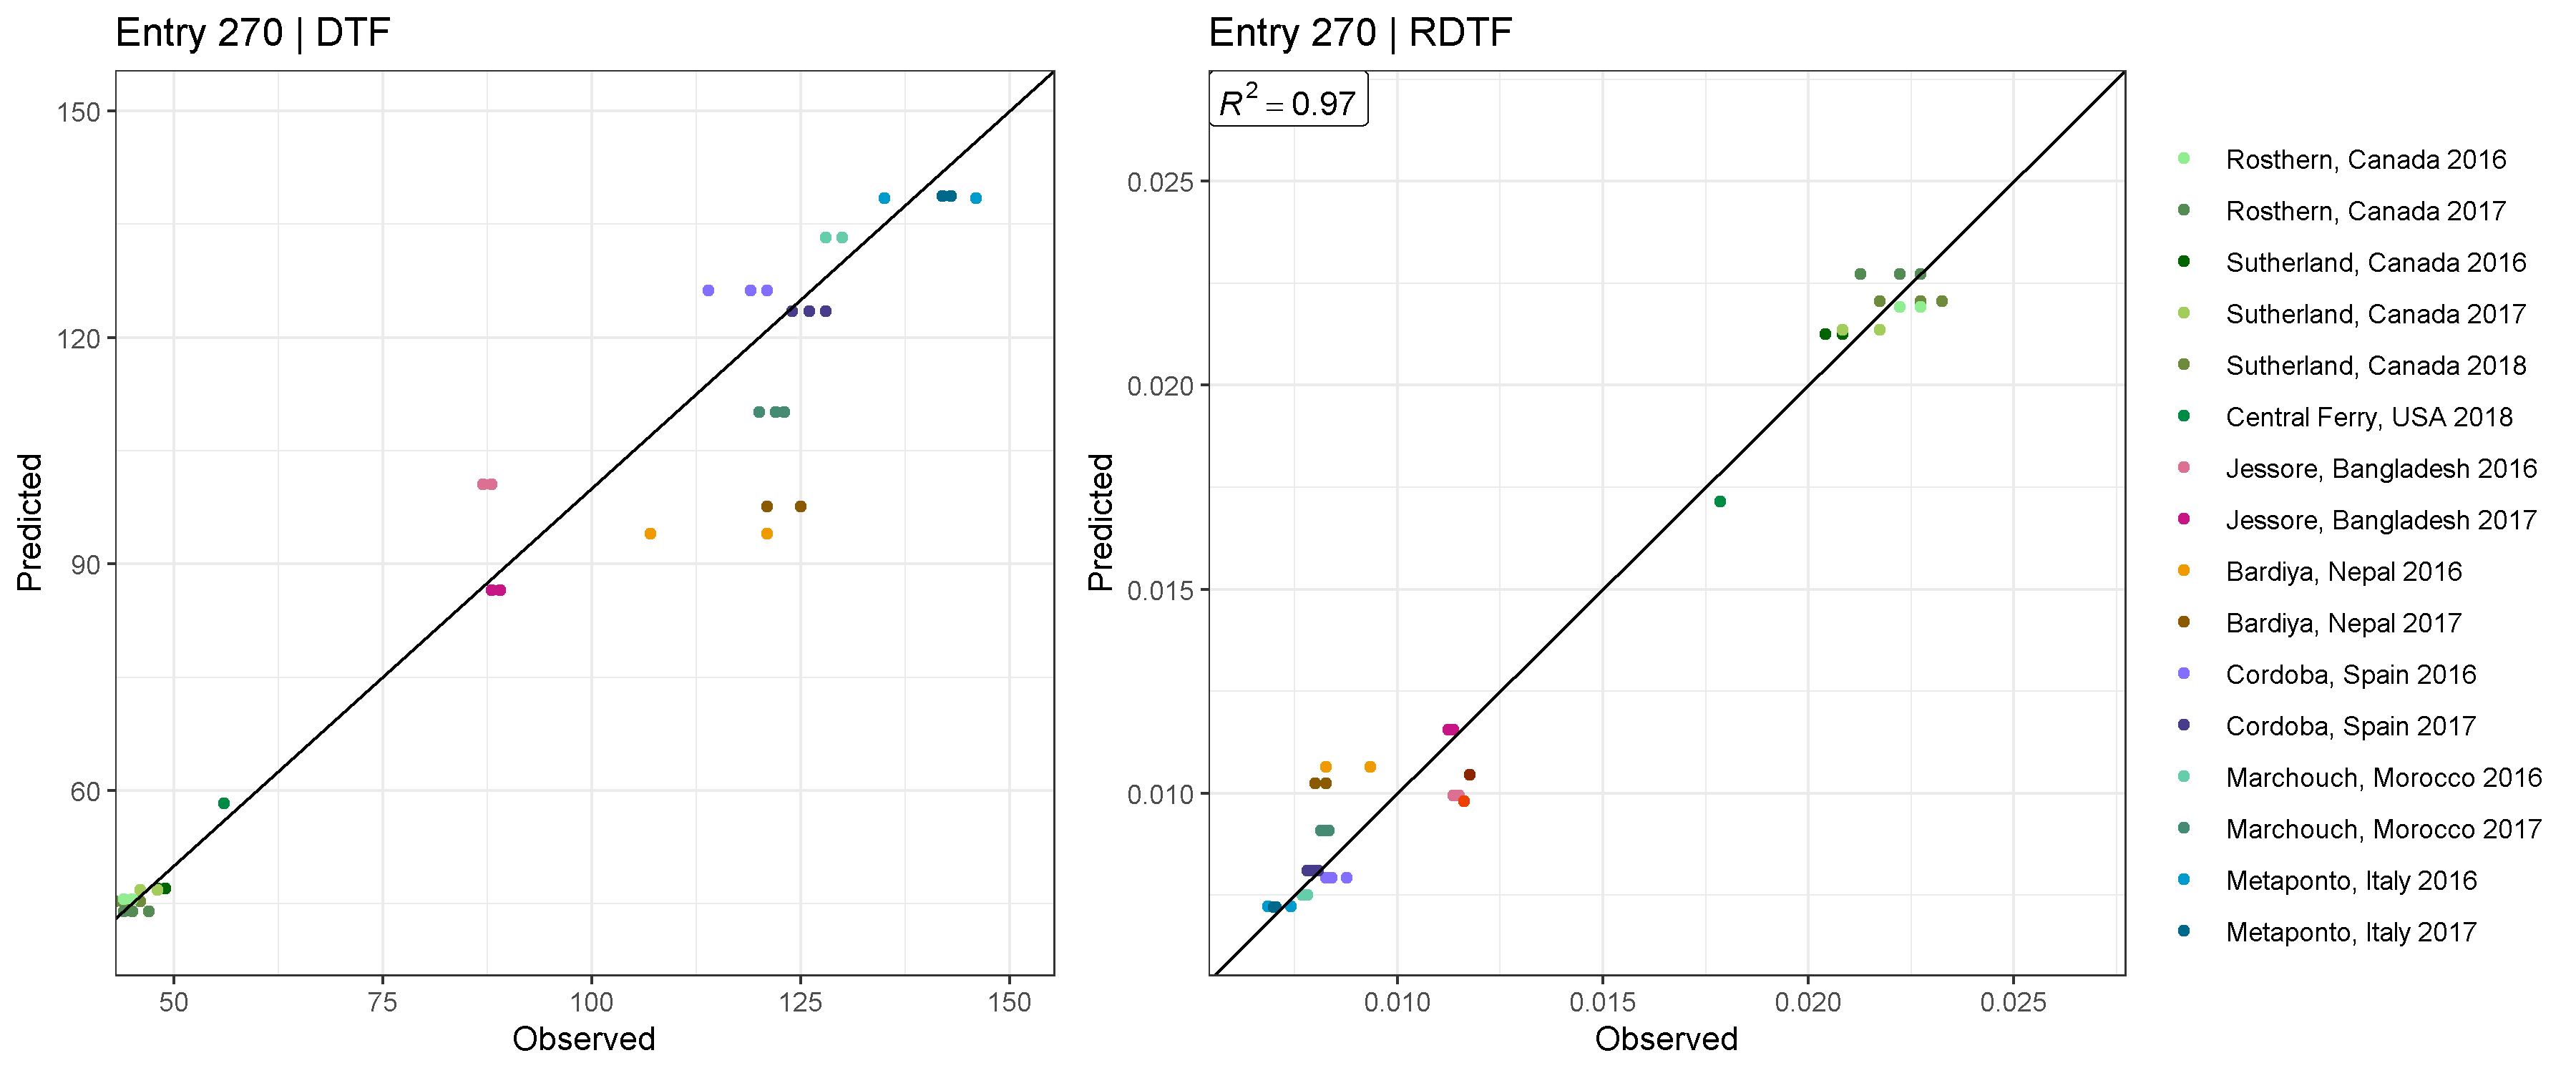 Entry 270 | DTF
Entry 270 | RDTF
150
120
90
60
Predicted
50
75
100
125
150
Observed
R² = 0.97
0.025
0.020
0.015
0.010
Predicted
0.010
0.015
0.020
0.025
Observed
Rosthern, Canada 2016
Rosthern, Canada 2017
Sutherland, Canada 2016
Sutherland, Canada 2017
Sutherland, Canada 2018
Central Ferry, USA 2018
Jessore, Bangladesh 2016
Jessore, Bangladesh 2017
Bardiya, Nepal 2016
Bardiya, Nepal 2017
Cordoba, Spain 2016
Cordoba, Spain 2017
Marchouch, Morocco 2016
Marchouch, Morocco 2017
Metaponto, Italy 2016
Metaponto, Italy 2017